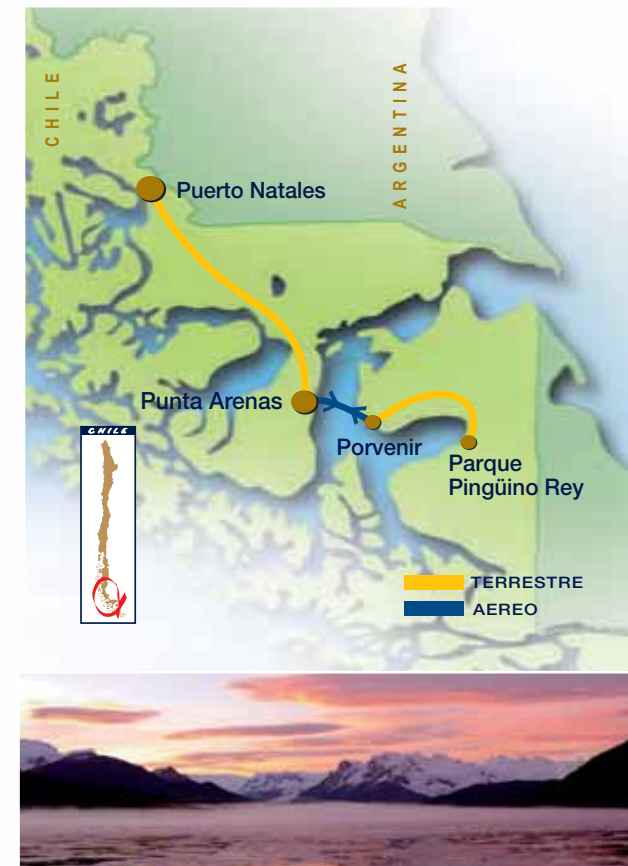 CHILE
ARGENTINA
Puerto Natales
Punta Arenas
Porvenir
Parque
Pingüino Rey
CHILE
TERRESTRE
AEREO